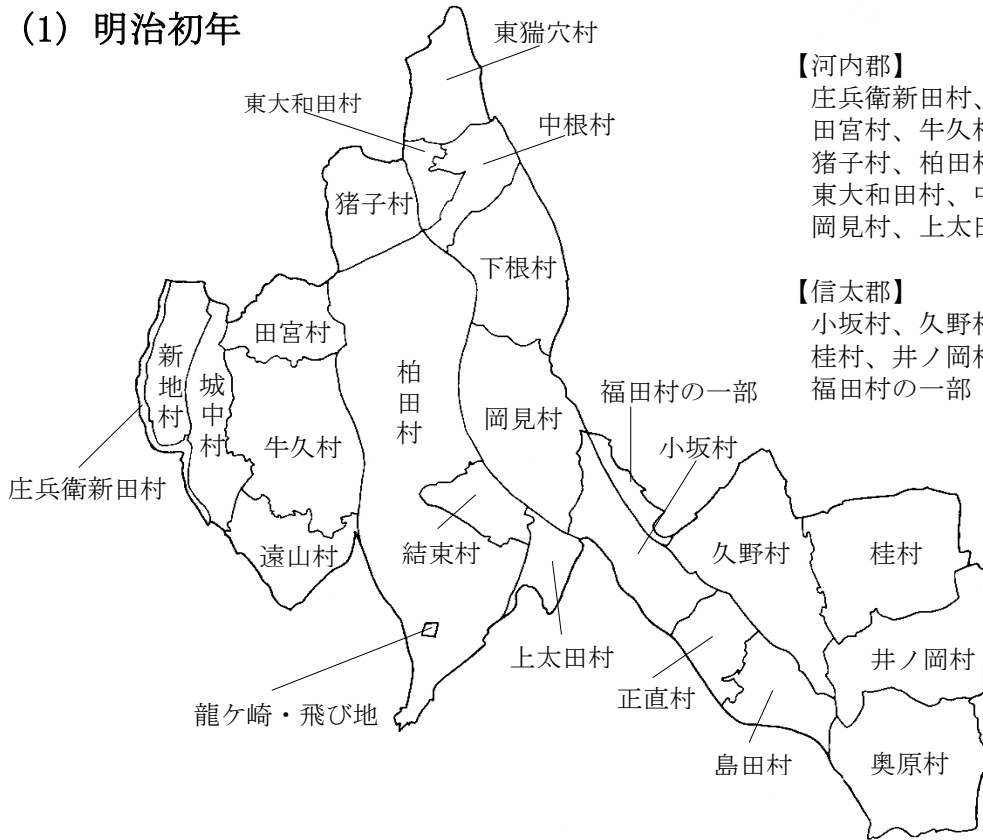 (1) 明治初年
東猯穴村
東大和田村
中根村
猪子村
下根村
田宮村
新地村
城中村
柏田村
岡見村
福田村の一部
小坂村
牛久村
庄兵衛新田村
遠山村
結束村
久野村
桂村
井ノ岡村
上太田村
正直村
龍ケ崎・飛び地
島田村
奥原村
【河内郡】
庄兵衛新田村、
田宮村、牛久村
猪子村、柏田村
東大和田村、中
岡見村、上太田
【信太郡】
小坂村、久野村
桂村、井ノ岡村
福田村の一部